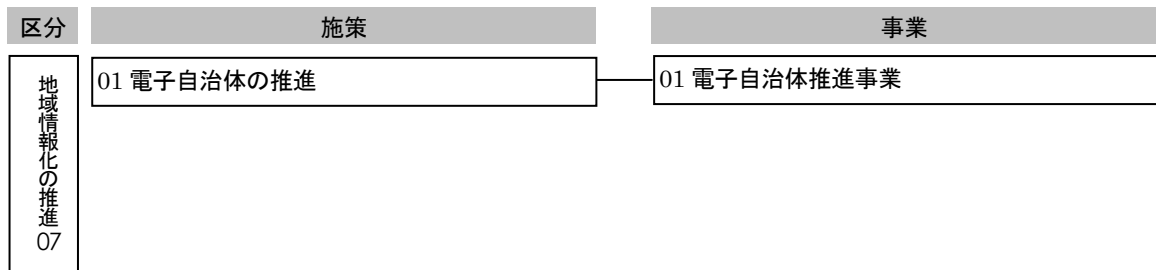 区分
施策
事業
地域情報化の推進 07
01 電子自治体の推進
01 電子自治体推進事業